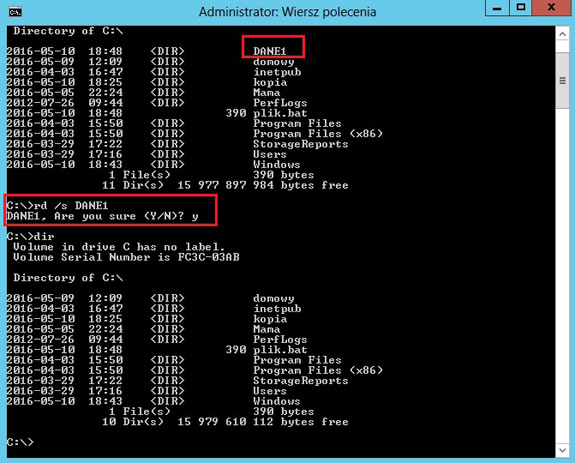 Administrator: Wiersz polecenia
Directory of C:\
2016-05-10  18:48    <DIR>          DANE1
2016-05-09  12:09    <DIR>          domowy
2016-04-03  16:47    <DIR>          inetpub
2016-05-10  18:25    <DIR>          kopia
2016-05-05  22:24    <DIR>          Mama
2012-07-26  09:44    <DIR>          PerfLogs
2016-05-10  18:48               390 plik.bat
2016-04-03  15:50    <DIR>          Program Files
2016-04-03  15:50    <DIR>          Program Files (x86)
2016-03-29  17:22    <DIR>          StorageReports
2016-03-29  17:16    <DIR>          Users
2016-05-10  18:43    <DIR>          Windows
1 File(s)            390 bytes
11 Dir(s)  15 977 897 984 bytes free
C:\>rd /s DANE1
DANE1, Are you sure (Y/N)? y
C:\>dir
Volume in drive C has no label.
Volume Serial Number is FC3C-03AB
Directory of C:\
2016-05-09  12:09    <DIR>          domowy
2016-04-03  16:47    <DIR>          inetpub
2016-05-10  18:25    <DIR>          kopia
2016-05-05  22:24    <DIR>          Mama
2012-07-26  09:44    <DIR>          PerfLogs
2016-05-10  18:48               390 plik.bat
2016-04-03  15:50    <DIR>          Program Files
2016-04-03  15:50    <DIR>          Program Files (x86)
2016-03-29  17:22    <DIR>          StorageReports
2016-03-29  17:16    <DIR>          Users
2016-05-10  18:43    <DIR>          Windows
1 File(s)            390 bytes
10 Dir(s)  15 979 610 112 bytes free
C:\>